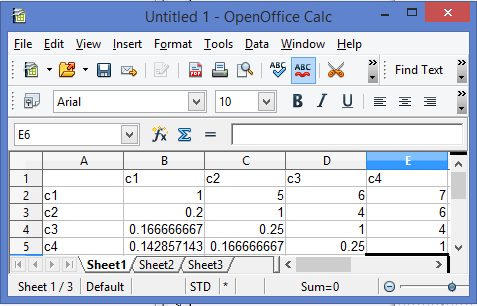 Untitled 1 - OpenOffice Calc
File Edit View Insert Format Tools Data Window Help
ABC ABC Find Text
Arial 10 B I U
E6
A B C D E
1 c1 c2 c3 c4
2 c1 1 5 6 7
3 c2 0.2 1 4 6
4 c3 0.166666667 0.25 1 4
5 c4 0.142857143 0.166666667 0.25 1
Sheet1 Sheet2 Sheet3
Sheet 1 / 3 Default STD * Sum=0